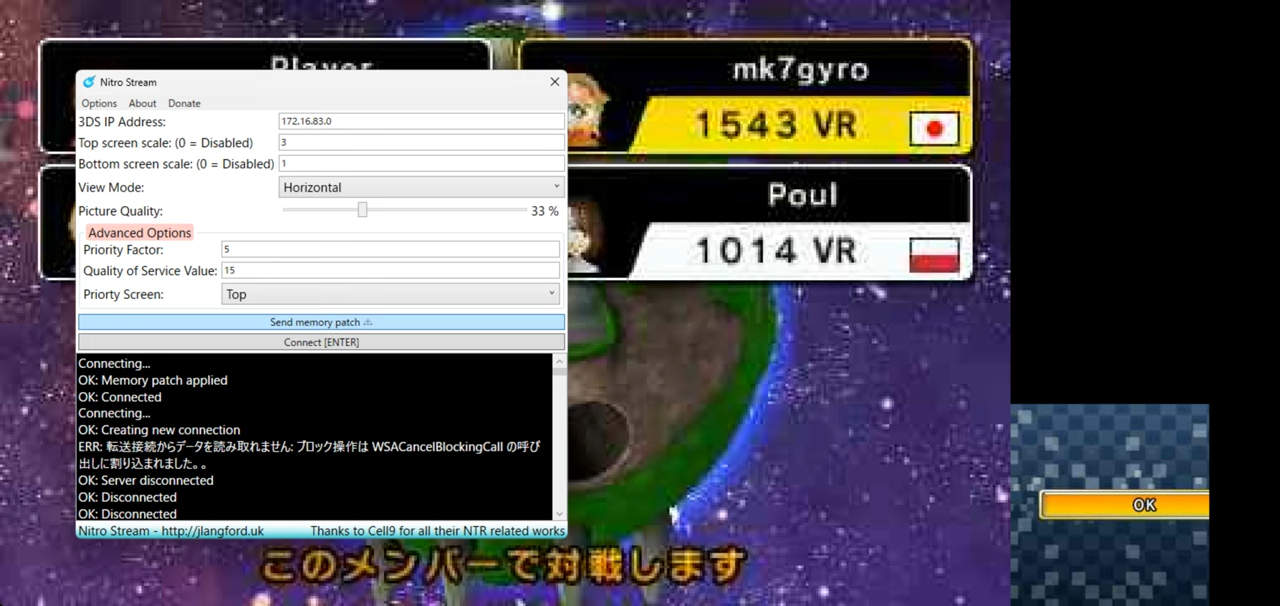 Player
mk7gyro
1543 VR
Poul
1014 VR
Nitro Stream
Options About Donate
3DS IP Address: 172.16.83.0
Top screen scale: (0 = Disabled) 3
Bottom screen scale: (0 = Disabled) 1
View Mode: Horizontal
Picture Quality: 33 %
Advanced Options
Priority Factor: 5
Quality of Service Value: 15
Priorty Screen: Top
Send memory patch ⚠
Connect [ENTER]
Connecting...
OK: Memory patch applied
OK: Connected
Connecting...
OK: Creating new connection
ERR: 転送接続からデータを読み取れません: ブロック操作は WSACancelBlockingCall の呼び
出しに割り込まれました。。
OK: Server disconnected
OK: Disconnected
OK: Disconnected
Nitro Stream - http://jlangford.uk Thanks to Cell9 for all their NTR related works
このメンバーで対戦します
OK